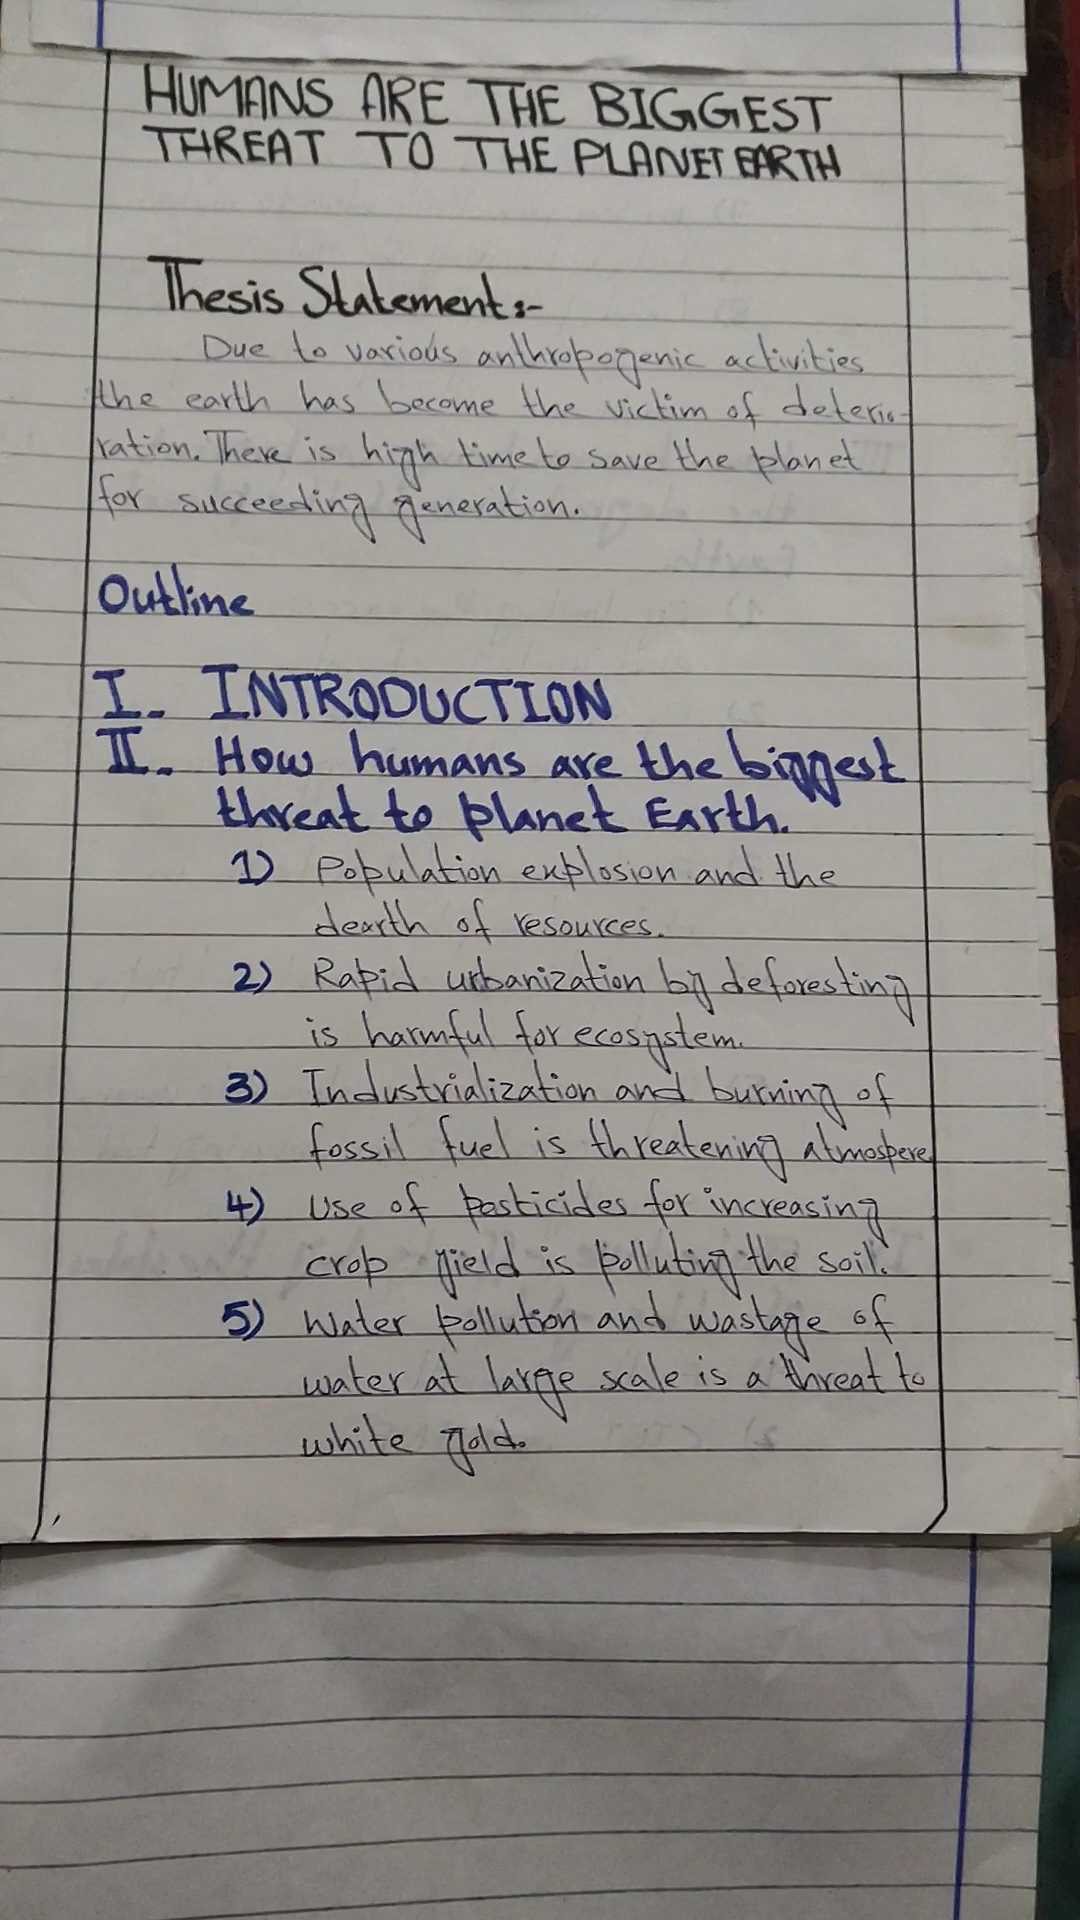 HUMANS ARE THE BIGGEST
THREAT TO THE PLANET EARTH
Thesis Statement:-
Due to various anthropogenic activities
the earth has become the victim of deterio-
ration. There is high time to save the planet
for succeeding generation.
Outline
I. INTRODUCTION
II. How humans are the biggest
threat to planet Earth.
1) Population explosion and the
dearth of resources.
2) Rapid urbanization by deforesting
is harmful for ecosystem.
3) Industrialization and burning of
fossil fuel is threatening atmospere
4) Use of pesticides for increasing
crop yield is polluting the soil.
5) Water pollution and wastage of
water at large scale is a threat to
white gold.